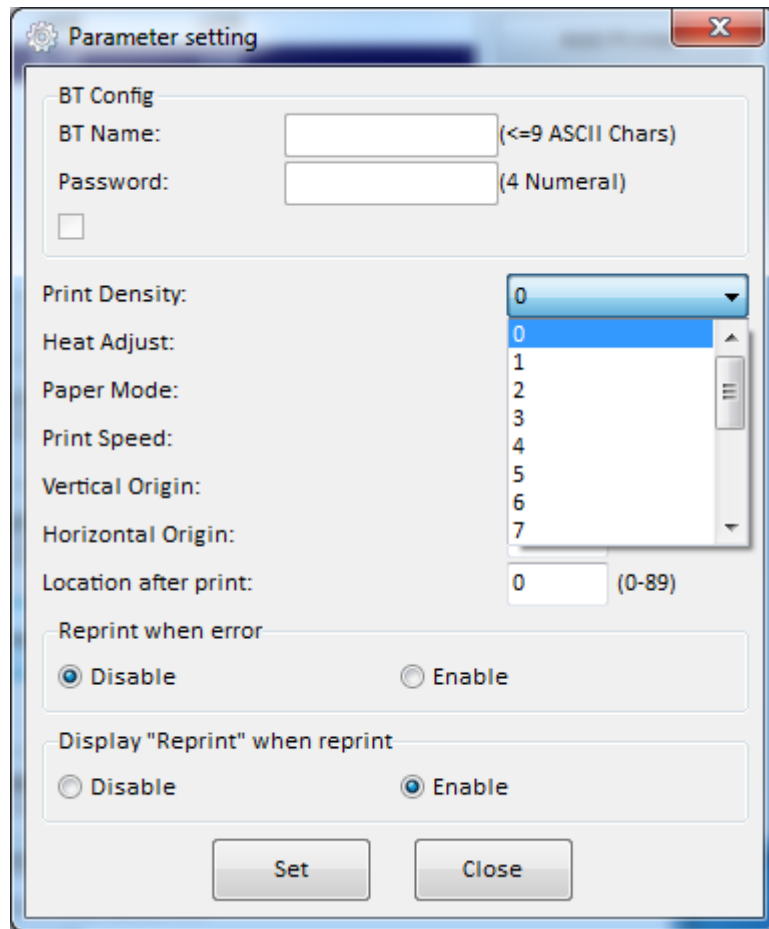 Parameter setting
BT Config
BT Name: (<=9 ASCII Chars)
Password: (4 Numeral)
Print Density: 0
0
Heat Adjust:
1
2
Paper Mode:
3
Print Speed:
4
5
Vertical Origin:
6
Horizontal Origin:
7
Location after print: 0 (0-89)
Reprint when error
Disable Enable
Display "Reprint" when reprint
Disable Enable
Set Close